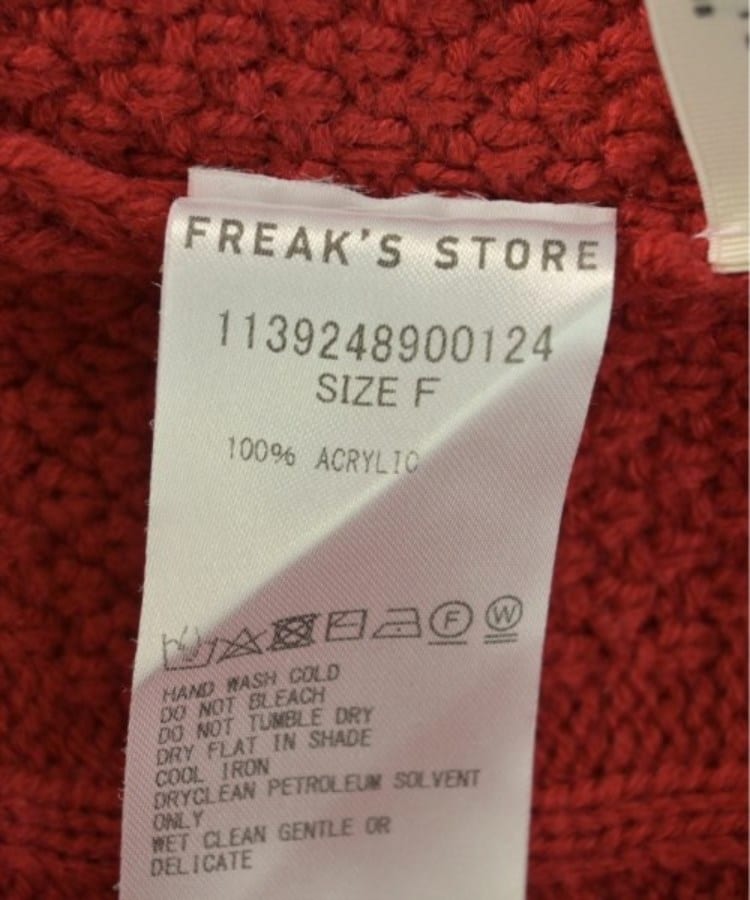 FREAK'S STORE
1139248900124
SIZE F
100% ACRYLIC
F W
HAND WASH COLD
DO NOT BLEACH
DO NOT TUMBLE DRY
DRY FLAT IN SHADE
COOL IRON
DRYCLEAN PETROLEUM SOLVENT
ONLY
WET CLEAN GENTLE OR
DELICATE